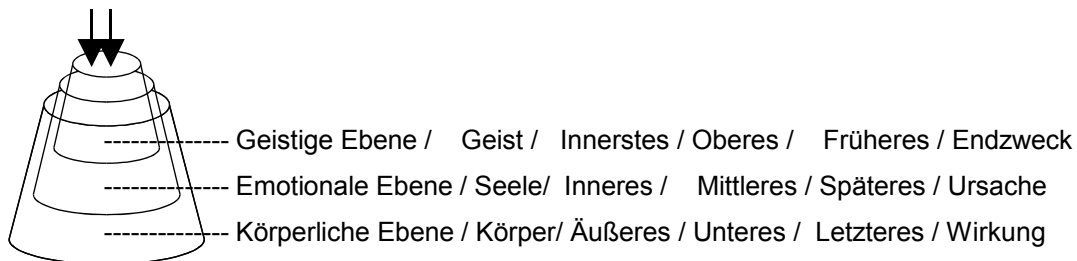 Geistige Ebene / Geist / Innerstes / Oberes / Früheres / Endzweck
Emotionale Ebene / Seele/ Inneres / Mittleres / Späteres / Ursache
Körperliche Ebene / Körper/ Äußeres / Unteres / Letzteres / Wirkung